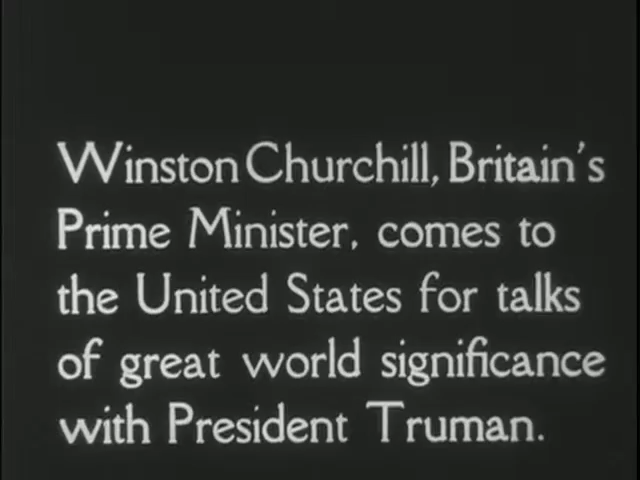 Winston Churchill, Britain's
Prime Minister, comes to
the United States for talks
of great world significance
with President Truman.